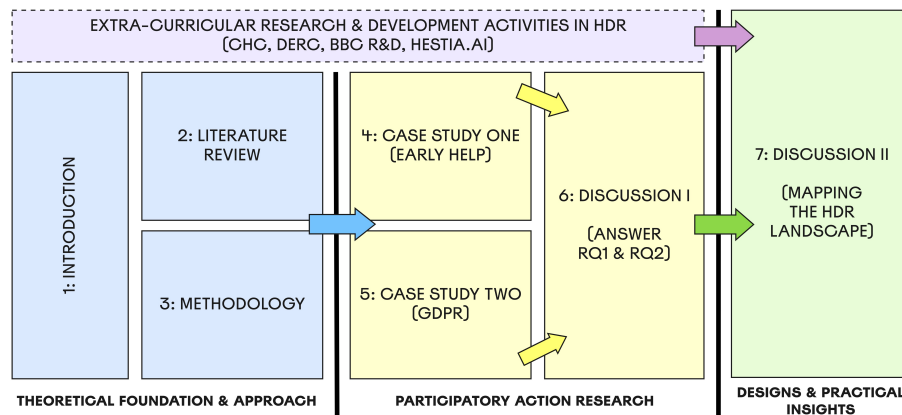 EXTRA-CURRICULAR RESEARCH & DEVELOPMENT ACTIVITIES IN HDR
(CHC, DERC, BBC R&D, HESTIA.AI)
1: INTRODUCTION
2: LITERATURE
REVIEW
3: METHODOLOGY
4: CASE STUDY ONE
(EARLY HELP)
5: CASE STUDY TWO
(GDPR)
6: DISCUSSION I
(ANSWER
RQ1 & RQ2)
7: DISCUSSION II
(MAPPING
THE HDR
LANDSCAPE)
THEORETICAL FOUNDATION & APPROACH
PARTICIPATORY ACTION RESEARCH
DESIGNS & PRACTICAL
INSIGHTS